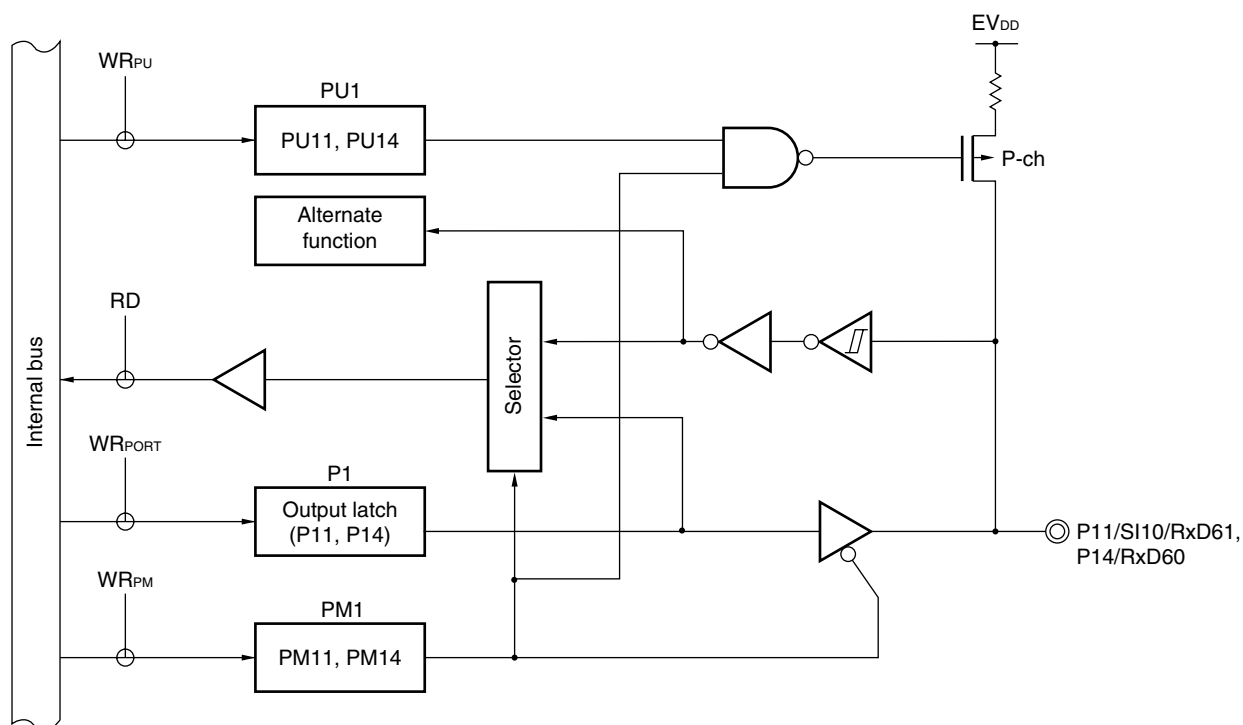 EVDD
WRPU
PU1
PU11, PU14
P-ch
Alternate
function
RD
Selector
Internal bus
WRPORT
P1
Output latch
(P11, P14)
P11/SI10/RxD61,
P14/RxD60
WRPM
PM1
PM11, PM14